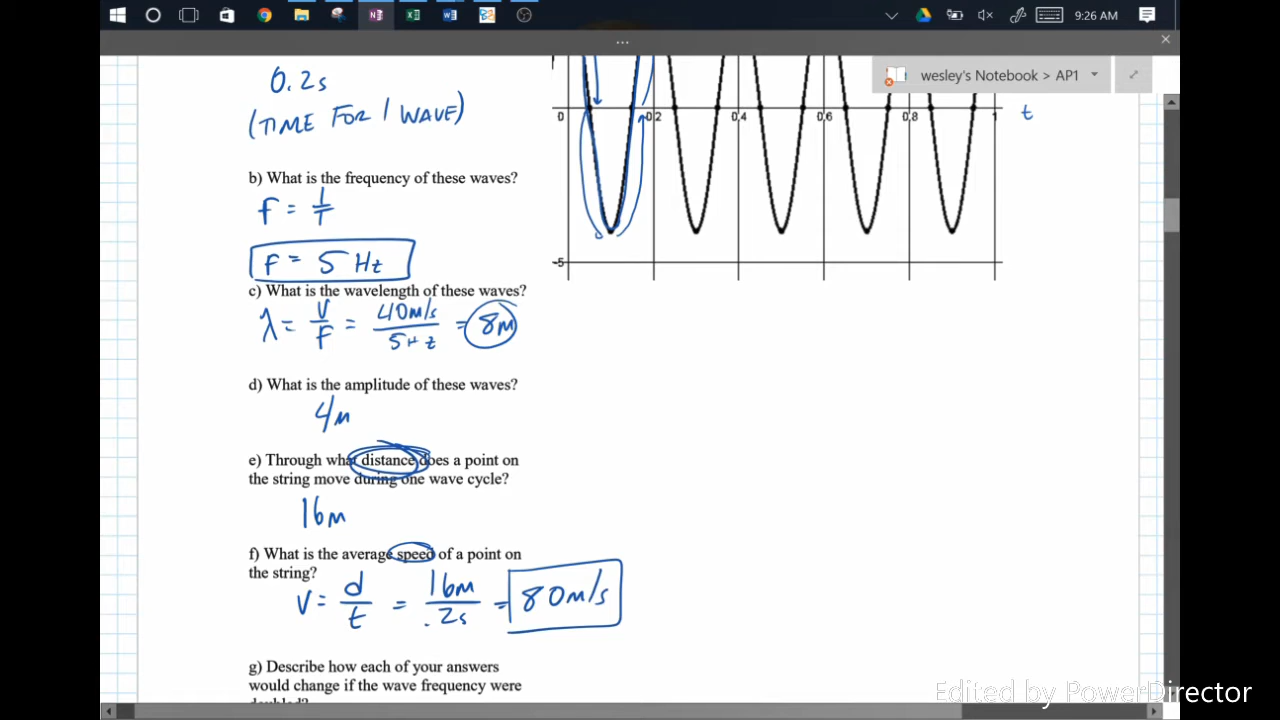 9:26 AM
...
wesley's Notebook > AP1
0.2s
(TIME FOR 1 WAVE)
0 0.2 0.4 0.6 0.8 1 t
-5
b) What is the frequency of these waves?
f = 1/T
f = 5 Hz
c) What is the wavelength of these waves?
λ = V/F = 40m/s / 5Hz = 8m
d) What is the amplitude of these waves?
4m
e) Through what distance does a point on
the string move during one wave cycle?
16m
f) What is the average speed of a point on
the string?
V = d/t = 16m/.2s = 80m/s
g) Describe how each of your answers
would change if the wave frequency were
doubled?
Edited by PowerDirector